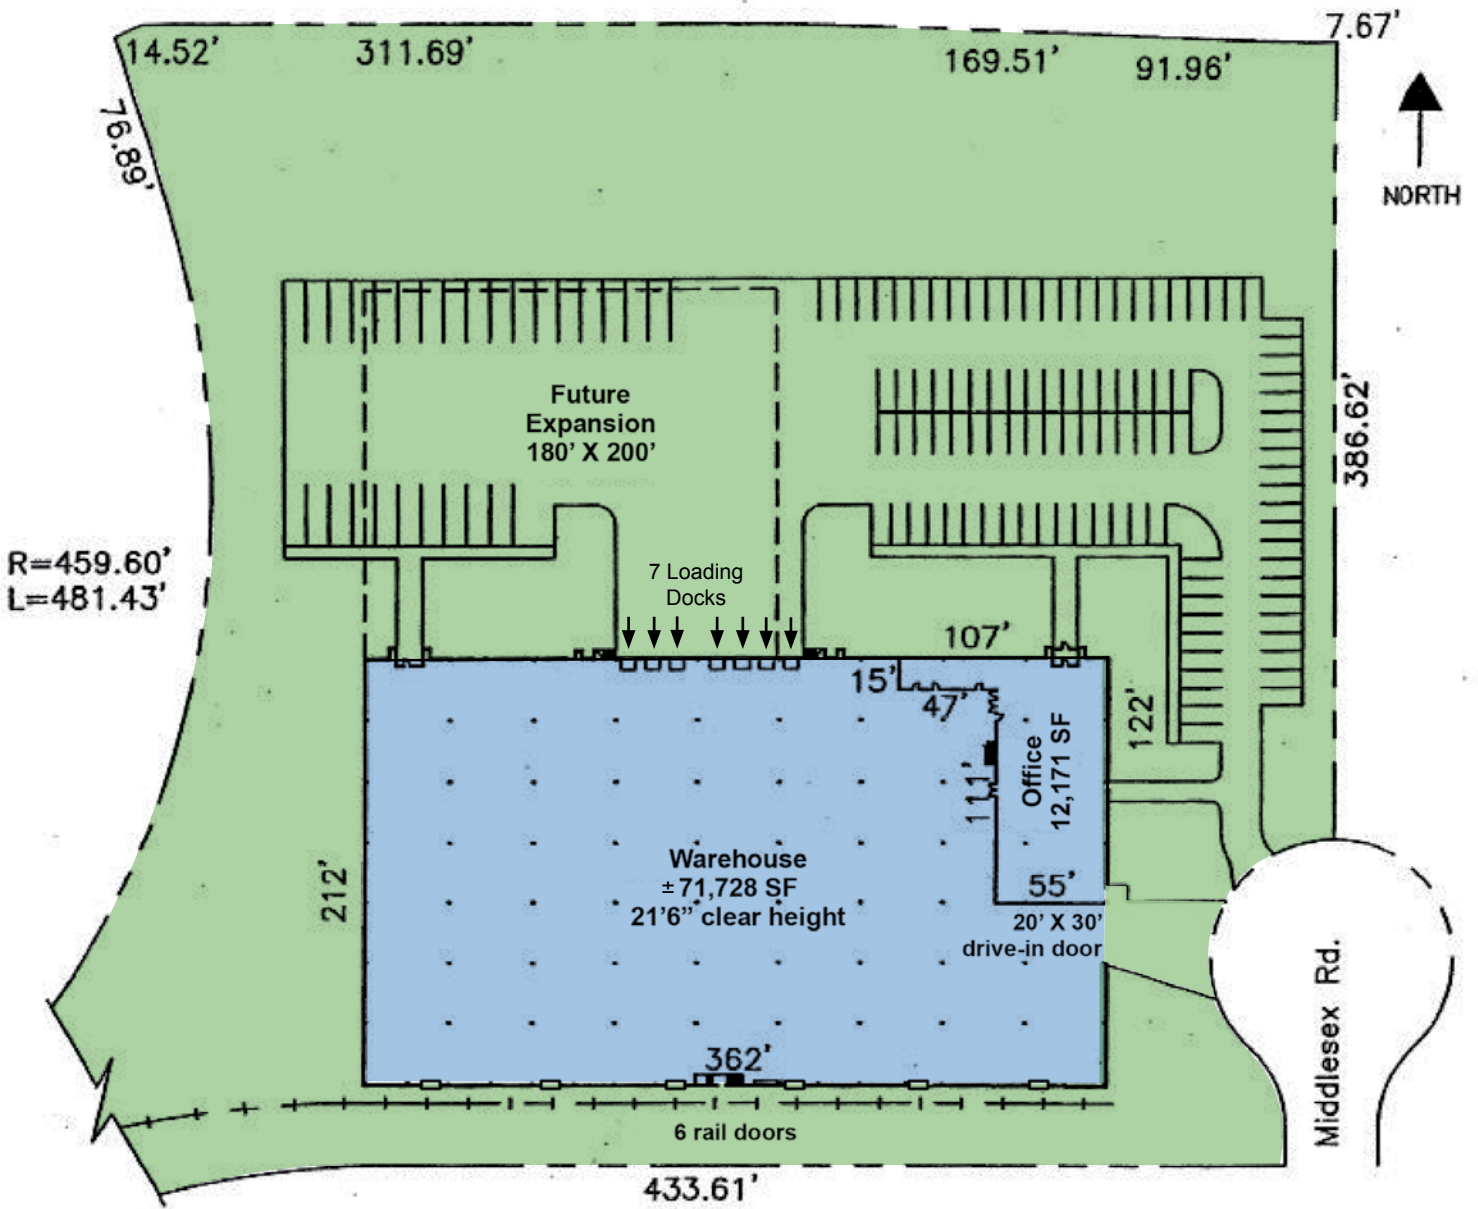 7.67’
14.52’
311.69’
169.51’
91.96’
76.89’
NORTH
Future
Expansion
180’ X 200’
386.62’
R=459.60’
L=481.43’
7 Loading
Docks
107’
15’
47’
122’
Office
12,171 SF
111’
Warehouse
±71,728 SF
21’6” clear height
212’
55’
20’ X 30’
drive-in door
Middlesex Rd.
362’
6 rail doors
433.61’